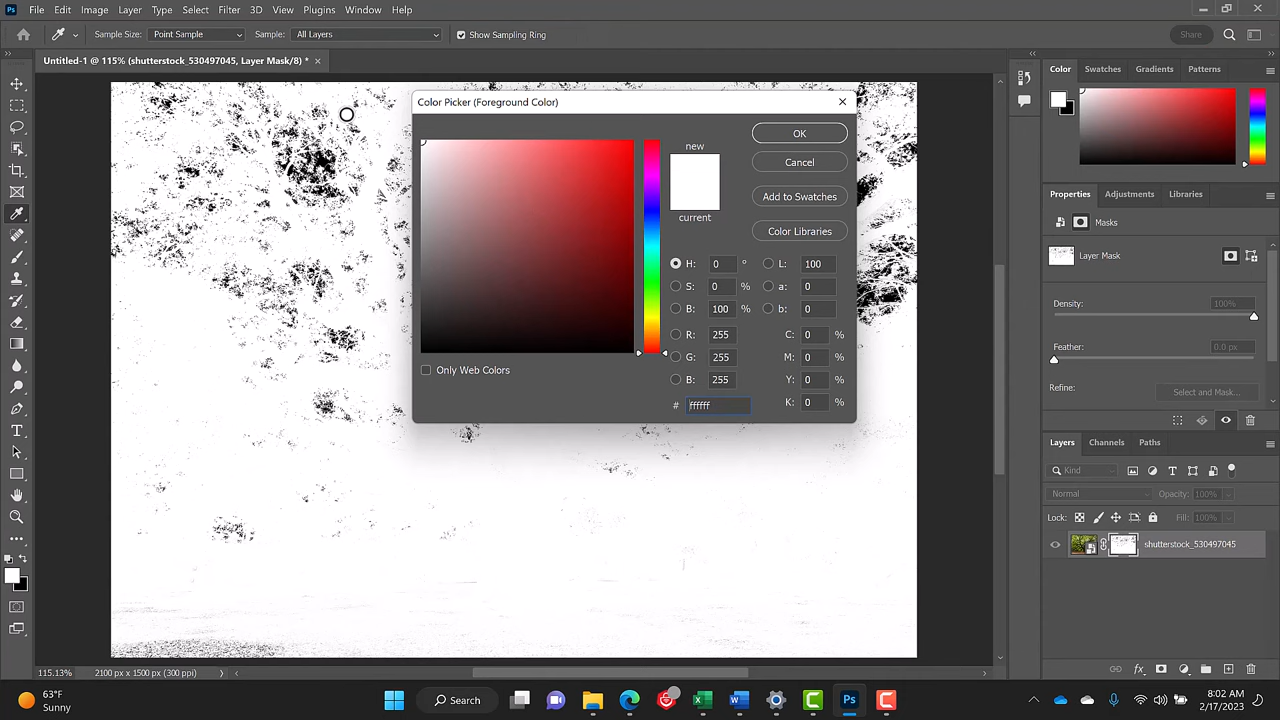 Ps File Edit Image Layer Type Select Filter 3D View Plugins Window Help
Sample Size: Point Sample Sample: All Layers Show Sampling Ring Share
Untitled-1 @ 115% (shutterstock_530497045, Layer Mask/8) *
Color Swatches Gradients Patterns
Color Picker (Foreground Color)
new
current
OK
Cancel
Add to Swatches
Color Libraries
H: 0 ° L: 100
S: 0 % a: 0
B: 100 % b: 0
R: 255 C: 0 %
G: 255 M: 0 %
B: 255 Y: 0 %
# ffffff K: 0 %
Only Web Colors
Properties Adjustments Libraries
Masks
Layer Mask
Density: 100%
Feather: 0.0 px
Refine: Select and Mask...
Layers Channels Paths
Kind
Normal Opacity: 100%
Lock: Fill: 100%
shutterstock_530497045
115.13% 2100 px x 1500 px (300 ppi)
63°F
Sunny
Search
Ps
8:02 AM
2/17/2023